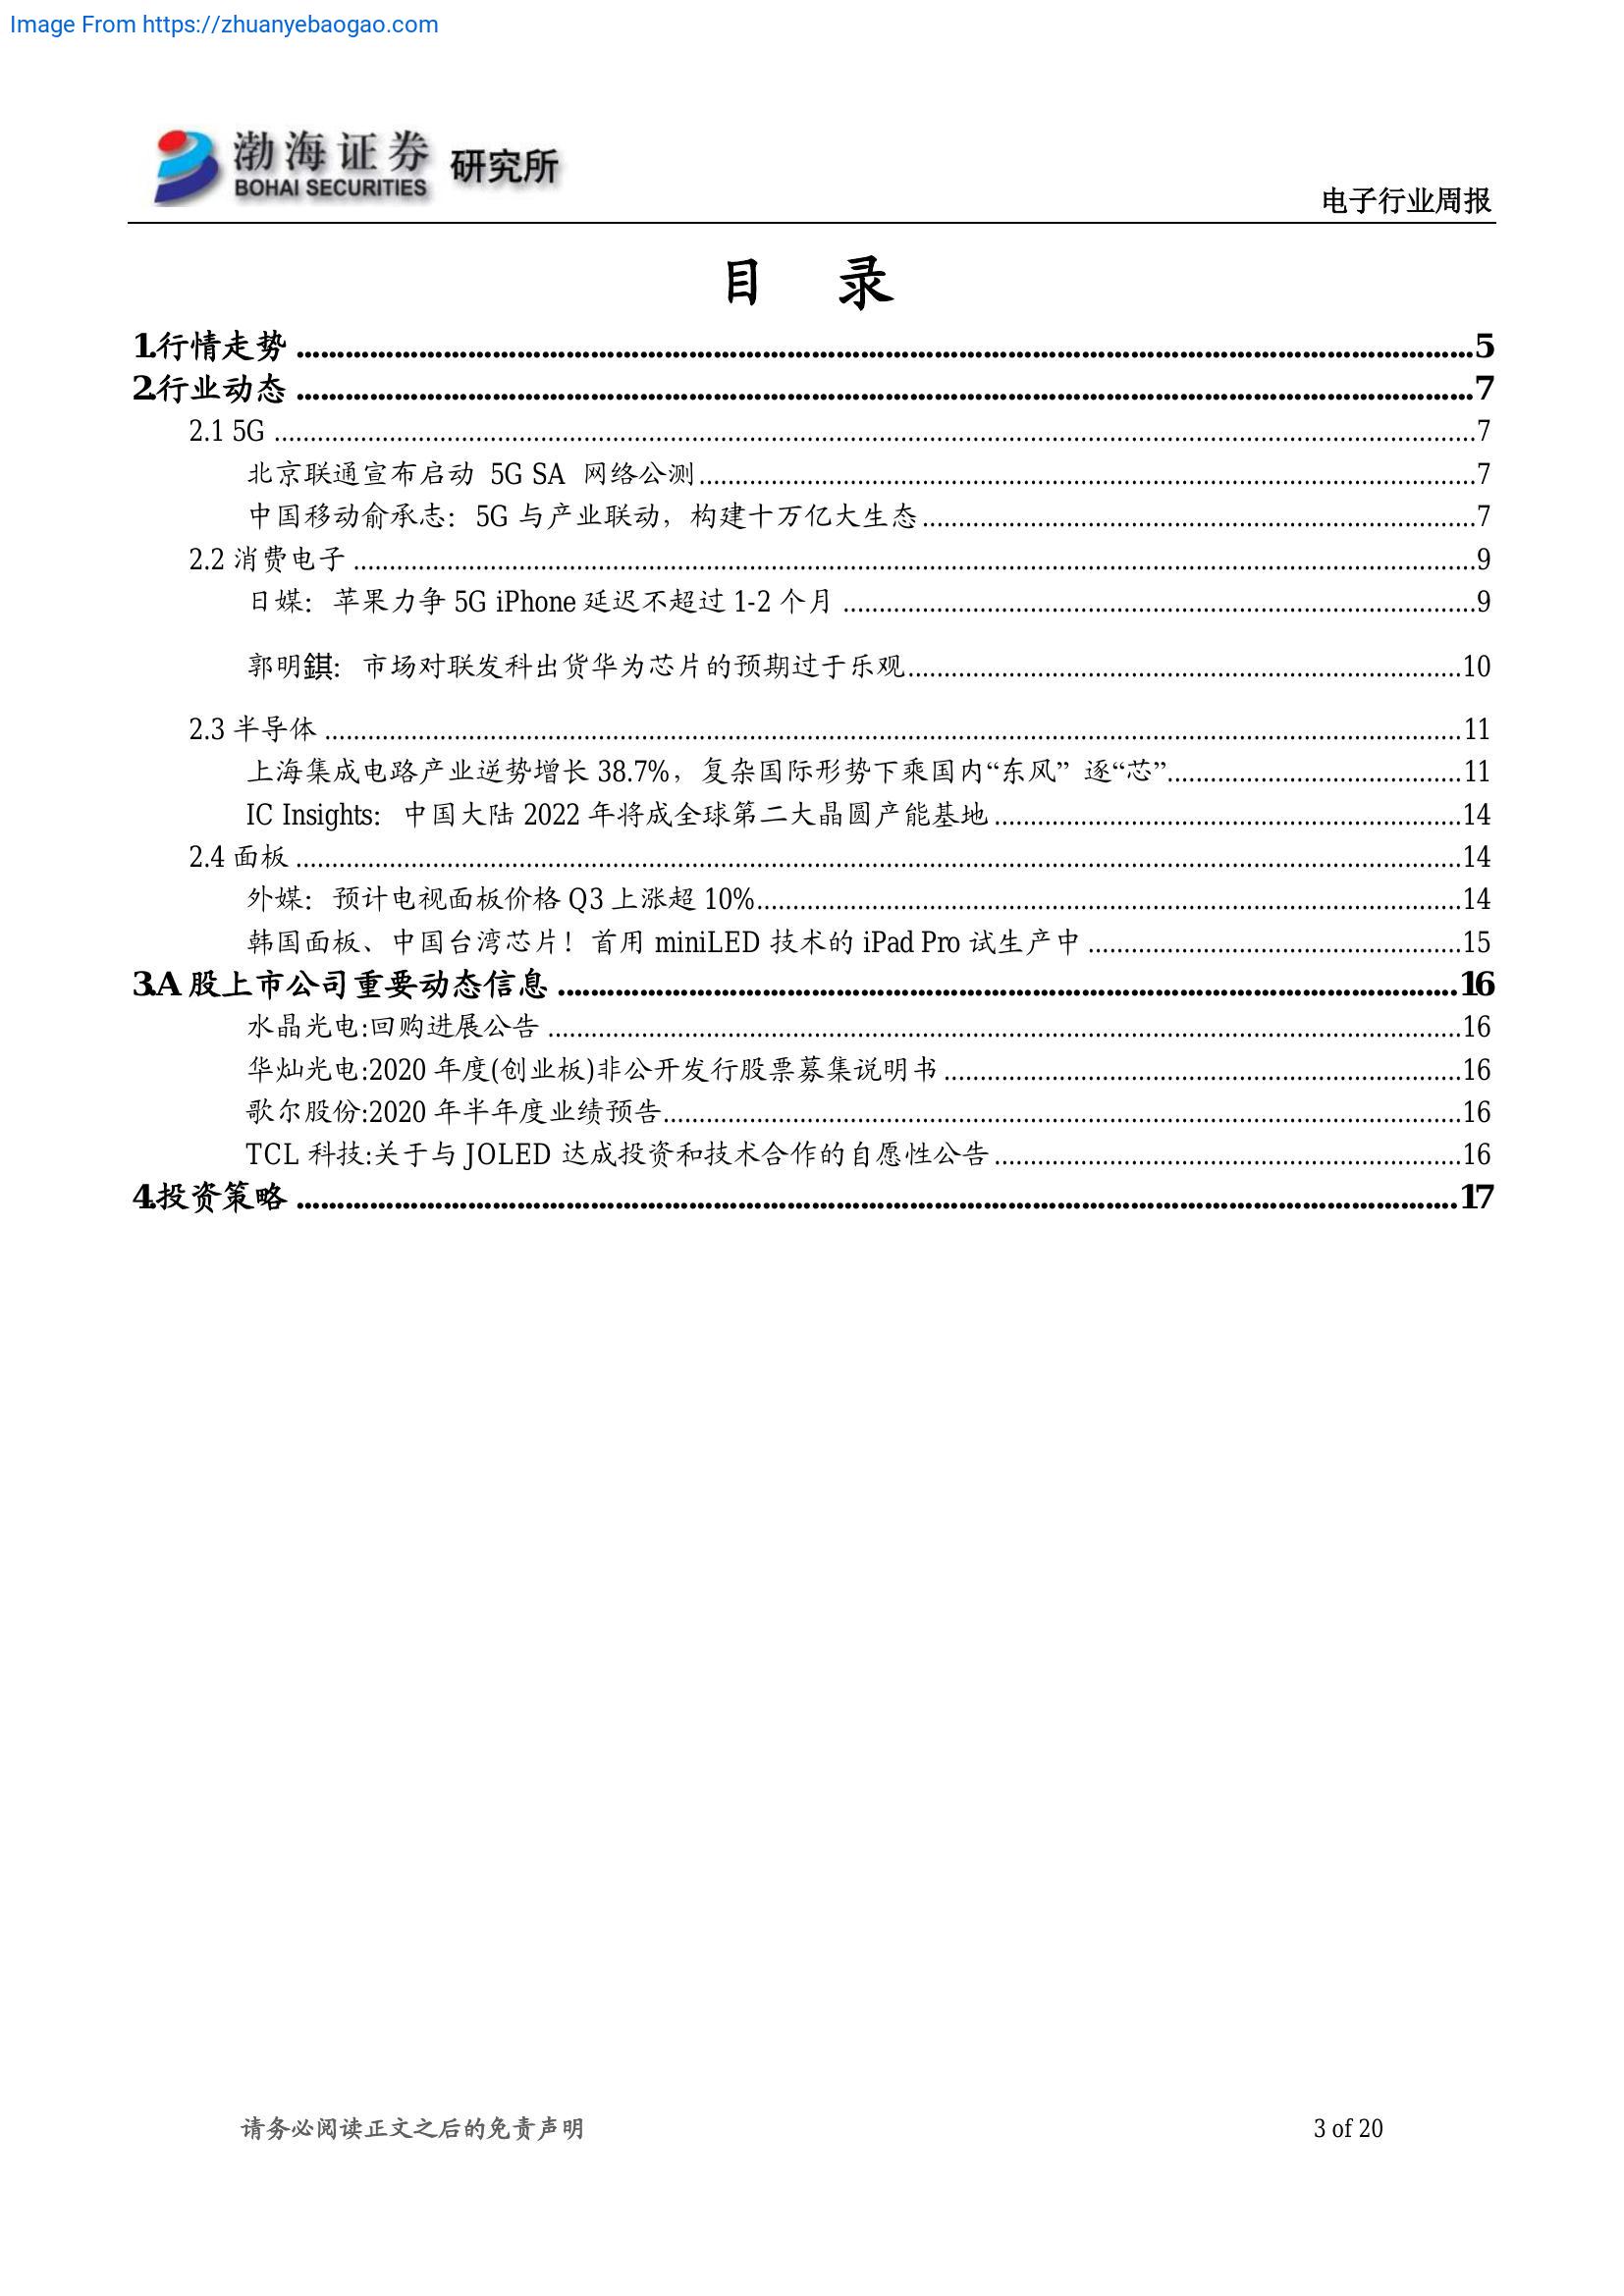 Image From https://zhuanyebaogao.com
渤海证券 研究所
BOHAI SECURITIES
电子行业周报
目 录
1.行情走势 ........ 5
2.行业动态 ........ 7
2.1 5G ........ 7
北京联通宣布启动 5G SA 网络公测 ........ 7
中国移动俞承志：5G 与产业联动，构建十万亿大生态 ........ 7
2.2 消费电子 ........ 9
日媒：苹果力争 5G iPhone 延迟不超过 1-2 个月 ........ 9
郭明錤：市场对联发科出货华为芯片的预期过于乐观 ........ 10
2.3 半导体 ........ 11
上海集成电路产业逆势增长 38.7%，复杂国际形势下乘国内“东风” 逐“芯” ........ 11
IC Insights：中国大陆 2022 年将成全球第二大晶圆产能基地 ........ 14
2.4 面板 ........ 14
外媒：预计电视面板价格 Q3 上涨超 10% ........ 14
韩国面板、中国台湾芯片！首用 miniLED 技术的 iPad Pro 试生产中 ........ 15
3.A 股上市公司重要动态信息 ........ 16
水晶光电:回购进展公告 ........ 16
华灿光电:2020 年度(创业板)非公开发行股票募集说明书 ........ 16
歌尔股份:2020 年半年度业绩预告 ........ 16
TCL 科技:关于与 JOLED 达成投资和技术合作的自愿性公告 ........ 16
4.投资策略 ........ 17
请务必阅读正文之后的免责声明 3 of 20